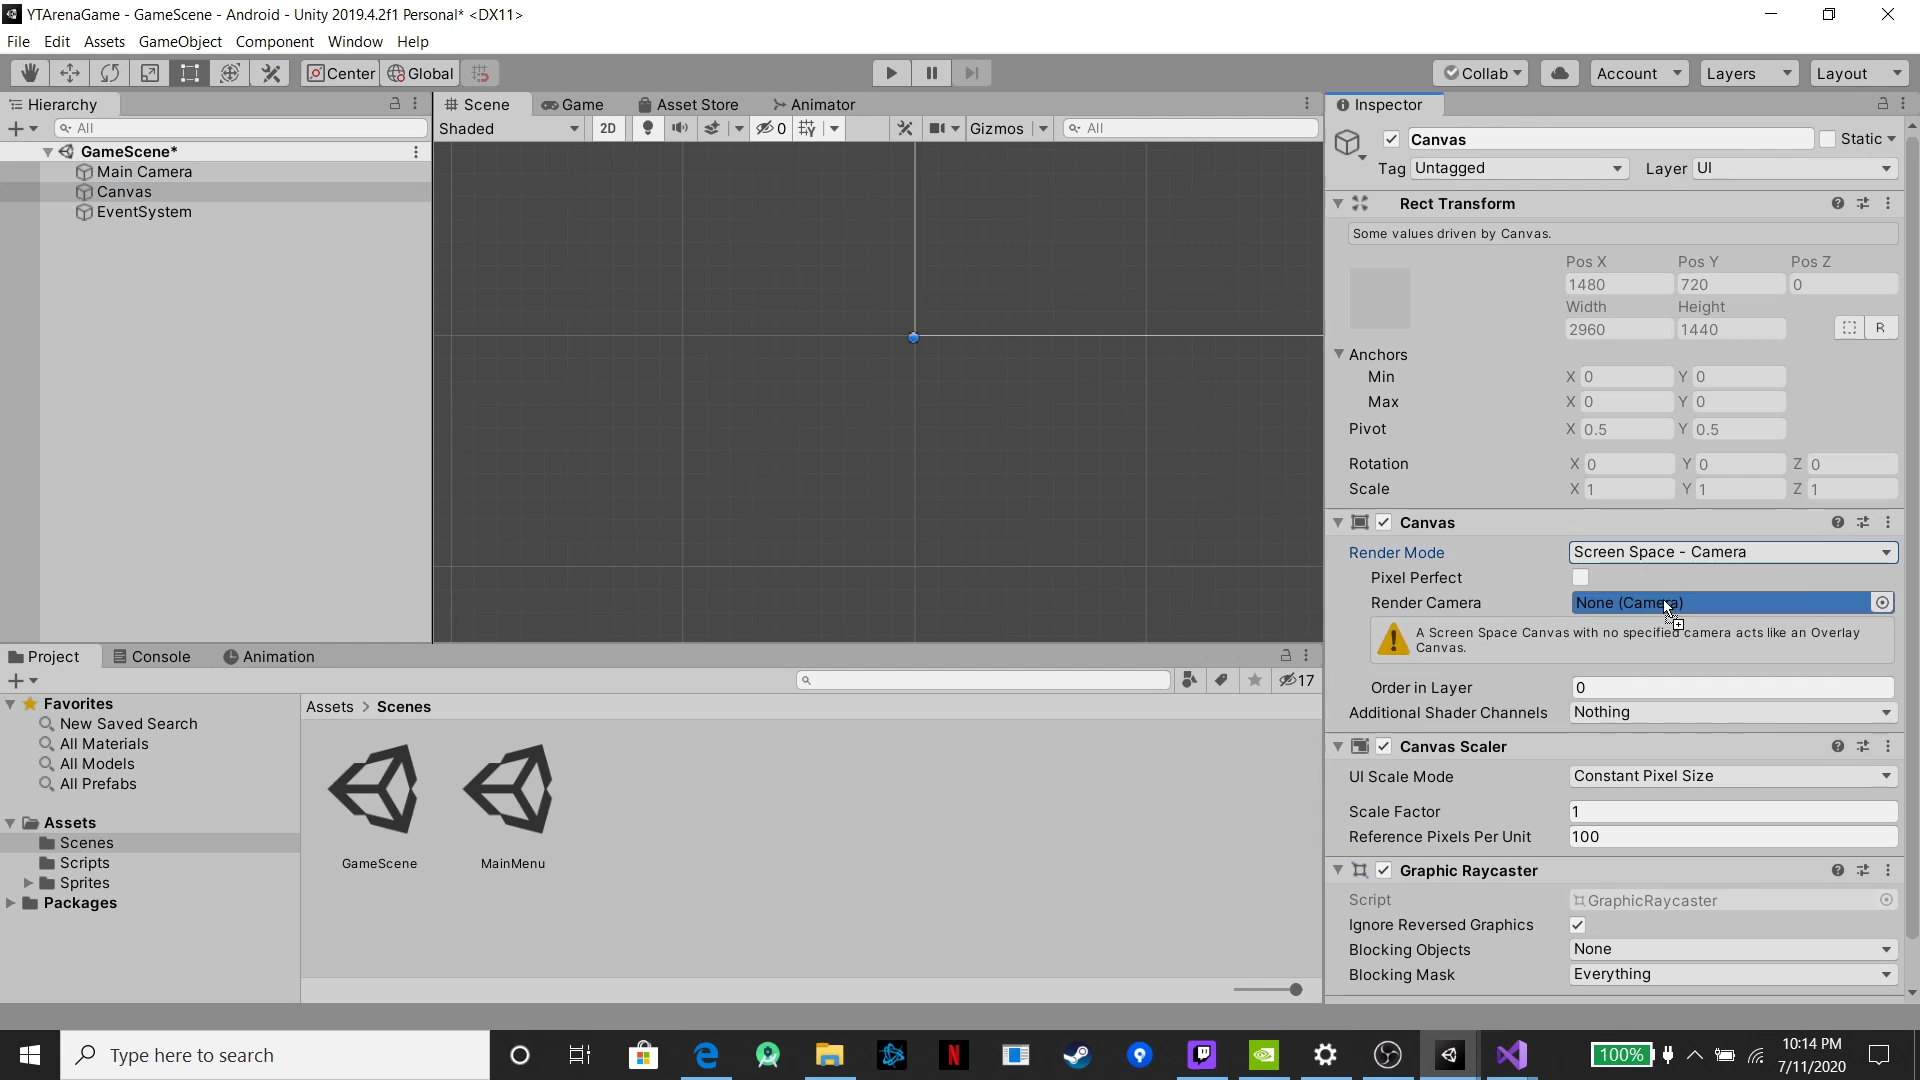 YTArenaGame - GameScene - Android - Unity 2019.4.2f1 Personal* <DX11>
File Edit Assets GameObject Component Window Help
Center Global Collab Account Layers Layout
Hierarchy
All
GameScene*
Main Camera
Canvas
EventSystem
Scene Game Asset Store Animator
Shaded 2D 0 Gizmos All
Inspector
Canvas Static
Tag Untagged Layer UI
Rect Transform
Some values driven by Canvas.
Pos X Pos Y Pos Z
1480 720 0
Width Height
2960 1440 R
Anchors
Min X 0 Y 0
Max X 0 Y 0
Pivot X 0.5 Y 0.5
Rotation X 0 Y 0 Z 0
Scale X 1 Y 1 Z 1
Canvas
Render Mode Screen Space - Camera
Pixel Perfect
Render Camera None (Camera)
A Screen Space Canvas with no specified camera acts like an Overlay
Canvas.
Order in Layer 0
Additional Shader Channels Nothing
Canvas Scaler
UI Scale Mode Constant Pixel Size
Scale Factor 1
Reference Pixels Per Unit 100
Graphic Raycaster
Script GraphicRaycaster
Ignore Reversed Graphics
Blocking Objects None
Blocking Mask Everything
Project Console Animation
17
Favorites
New Saved Search
All Materials
All Models
All Prefabs
Assets
Scenes
Scripts
Sprites
Packages
Assets > Scenes
GameScene MainMenu
Type here to search
N
100%
10:14 PM
7/11/2020